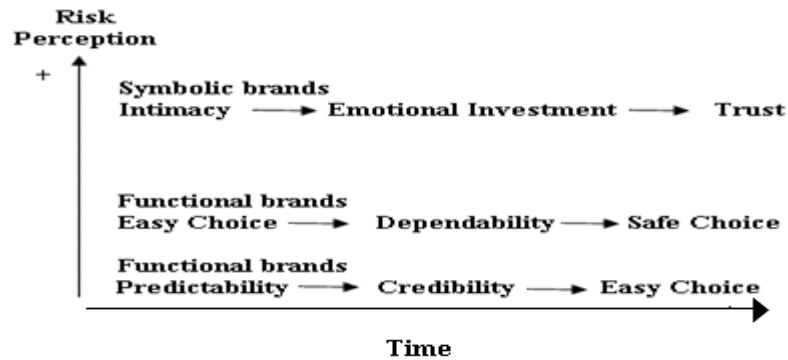 Risk
Perception
+
Symbolic brands
Intimacy Emotional Investment Trust
Functional brands
Easy Choice Dependability Safe Choice
Functional brands
Predictability Credibility Easy Choice
Time